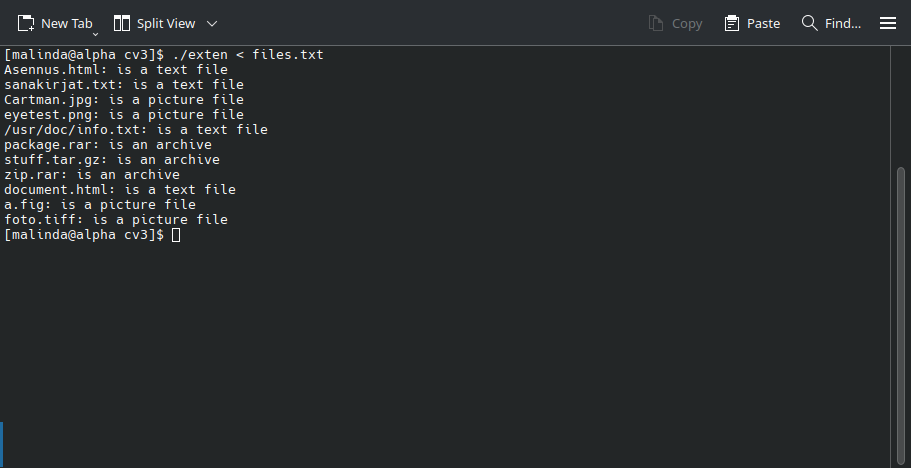 New Tab Split View Copy Paste Find...
[malinda@alpha cv3]$ ./exten < files.txt
Asennus.html: is a text file
sanakirjat.txt: is a text file
Cartman.jpg: is a picture file
eyetest.png: is a picture file
/usr/doc/info.txt: is a text file
package.rar: is an archive
stuff.tar.gz: is an archive
zip.rar: is an archive
document.html: is a text file
a.fig: is a picture file
foto.tiff: is a picture file
[malinda@alpha cv3]$